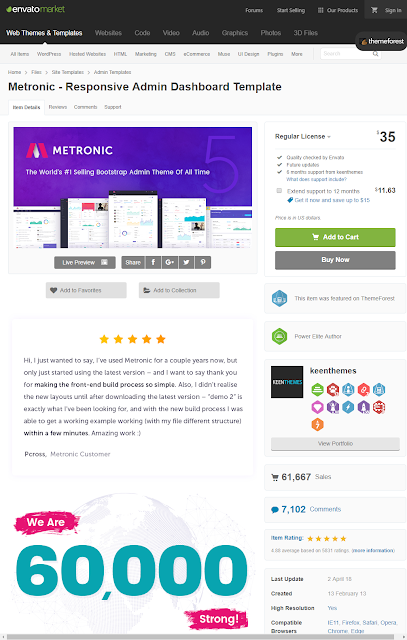 envatomarket
Forums Start Selling Our Products Sign In
Web Themes & Templates Websites Code Video Audio Graphics Photos 3D Files
themeforest
All Items WordPress Hosted Websites HTML Marketing CMS eCommerce Muse UI Design Plugins More
Home > Files > Site Templates > Admin Templates
Metronic - Responsive Admin Dashboard Template
Item Details Reviews Comments Support
METRONIC
The World's #1 Selling Bootstrap Admin Theme Of All Time
5
Live Preview Share
Add to Favorites Add to Collection
Hi, I just wanted to say, I've used Metronic for a couple years now, but
only just started using the latest version – and I want to say thank you
for making the front-end build process so simple. Also, I didn't realise
the new layouts until after downloading the latest version – "demo 2" is
exactly what I've been looking for, and with the new build process I was
able to get a working example working (with my file different structure)
within a few minutes. Amazing work :)
Pcross, Metronic Customer
We Are
60,000
Strong!
Regular License $35
Quality checked by Envato
Future updates
6 months support from keenthemes
What does support include?
Extend support to 12 months $11.63
Get it now and save up to $15
Price is in US dollars
Add to Cart
Buy Now
This item was featured on ThemeForest
Power Elite Author
KEENTHEMES
keenthemes
View Portfolio
61,667 Sales
7,102 Comments
Item Rating:
(more information)
Last Update 2 April 18
Created 13 February 13
High Resolution Yes
Compatible IE11, Firefox, Safari, Opera,
Browsers Chrome, Edge